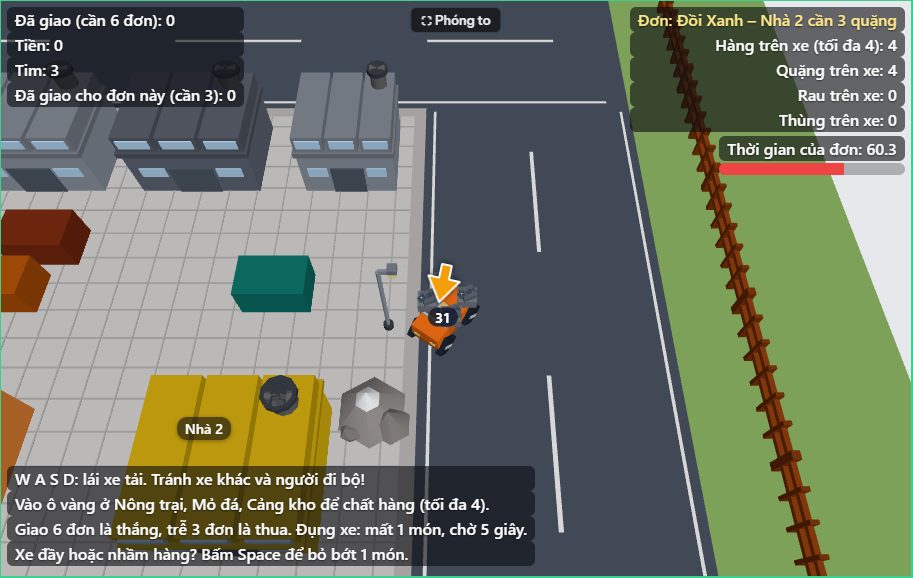 Đã giao (cần 6 đơn): 0
Tiền: 0
Tim: 3
Đã giao cho đơn này (cần 3): 0
Phóng to
Đơn: Đồi Xanh – Nhà 2 cần 3 quặng
Hàng trên xe (tối đa 4): 4
Quặng trên xe: 4
Rau trên xe: 0
Thùng trên xe: 0
Thời gian của đơn: 60.3
31
Nhà 2
W A S D: lái xe tải. Tránh xe khác và người đi bộ!
Vào ô vàng ở Nông trại, Mỏ đá, Cảng kho để chất hàng (tối đa 4).
Giao 6 đơn là thắng, trễ 3 đơn là thua. Đụng xe: mất 1 món, chờ 5 giây.
Xe đầy hoặc nhầm hàng? Bấm Space để bỏ bớt 1 món.